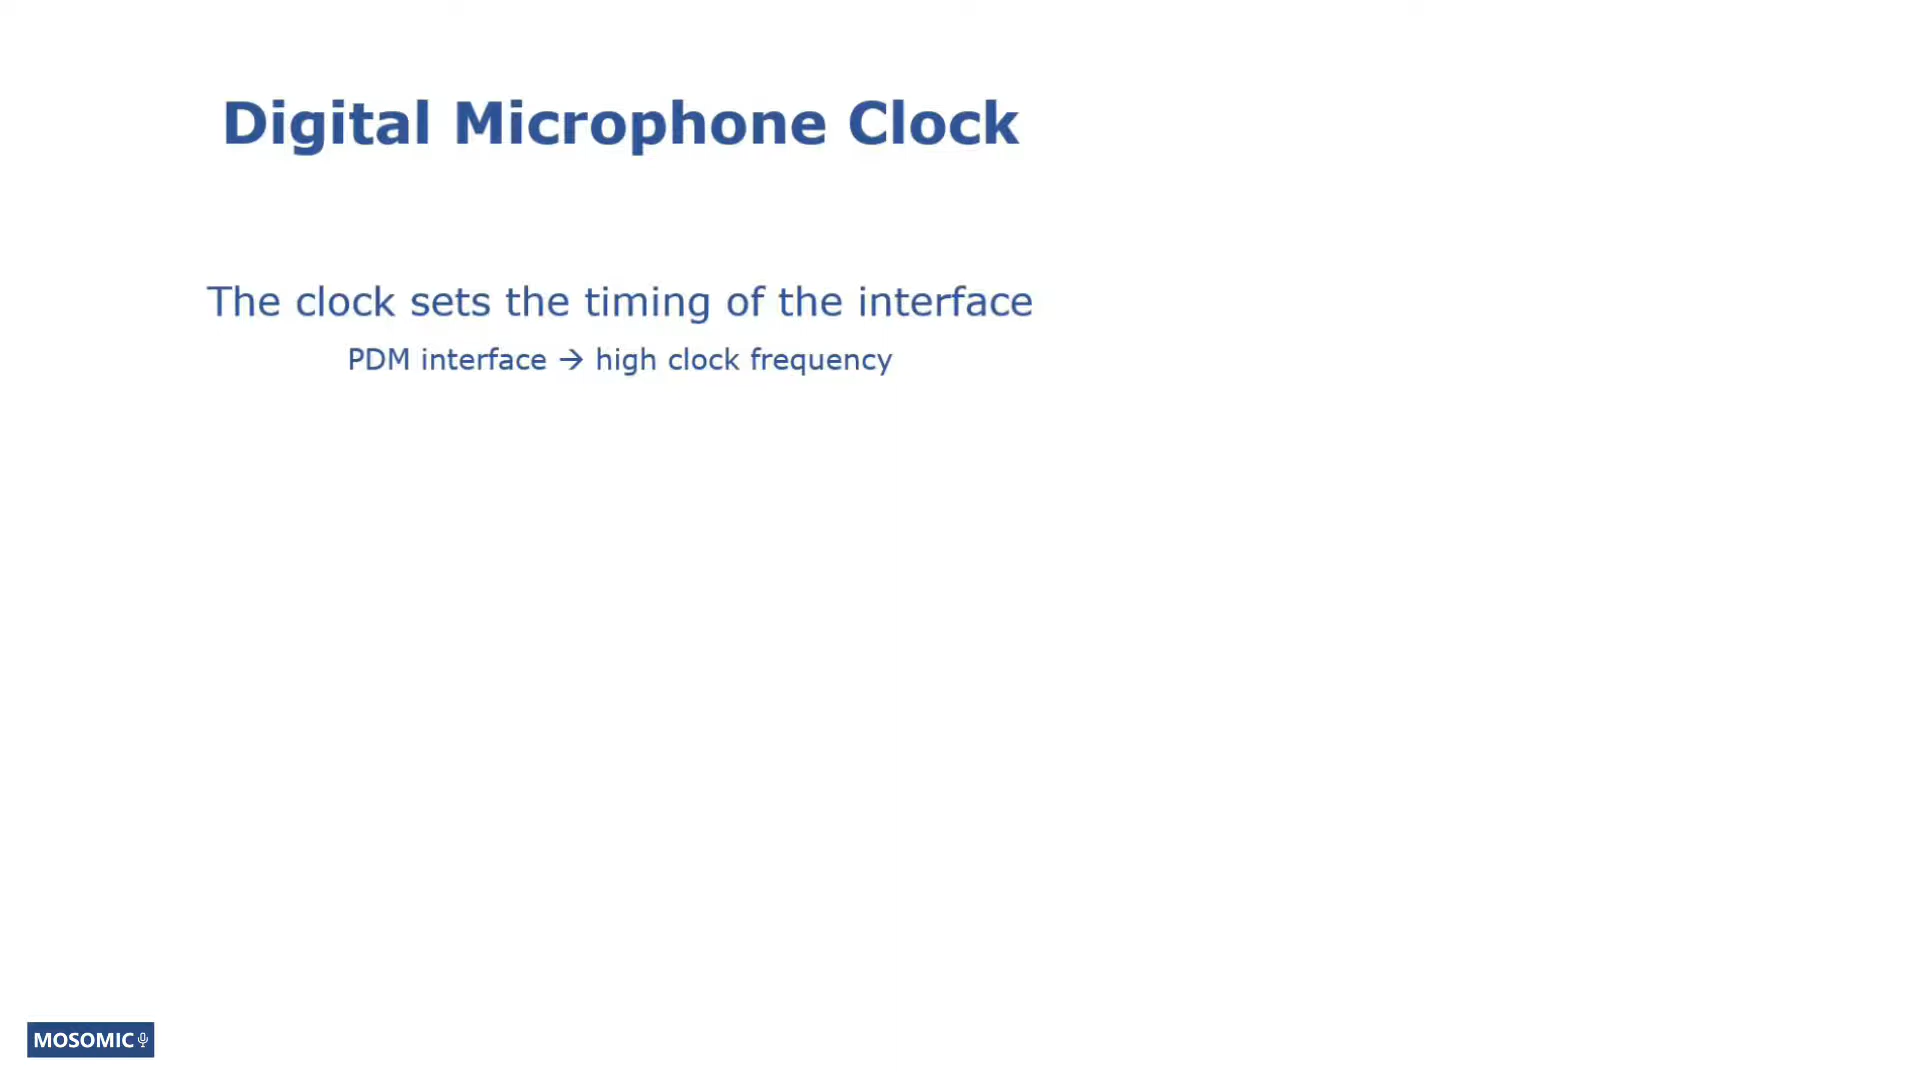 Digital Microphone Clock
The clock sets the timing of the interface
PDM interface → high clock frequency
MOSOMIC